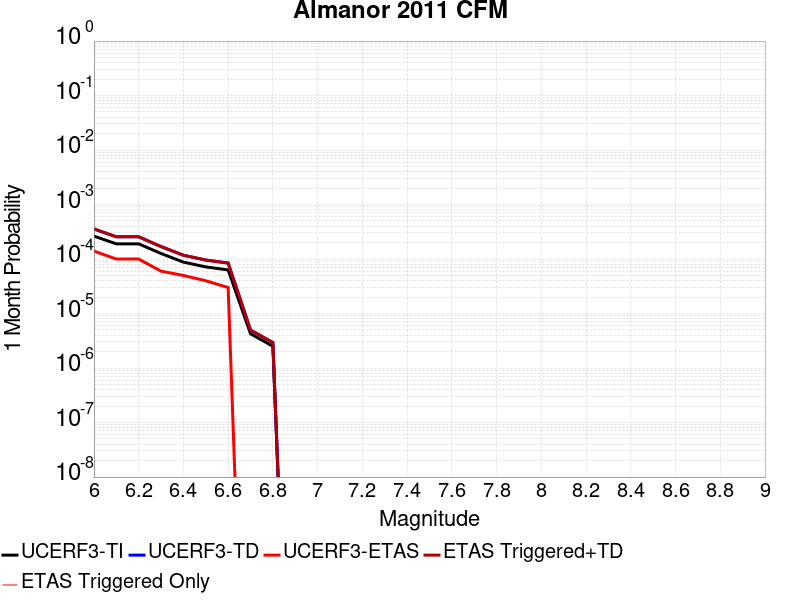 Almanor 2011 CFM
10^0
10^-1
10^-2
10^-3
10^-4
10^-5
10^-6
10^-7
10^-8
1 Month Probability
6 6.2 6.4 6.6 6.8 7 7.2 7.4 7.6 7.8 8 8.2 8.4 8.6 8.8 9
Magnitude
UCERF3-TI UCERF3-TD UCERF3-ETAS ETAS Triggered+TD
ETAS Triggered Only